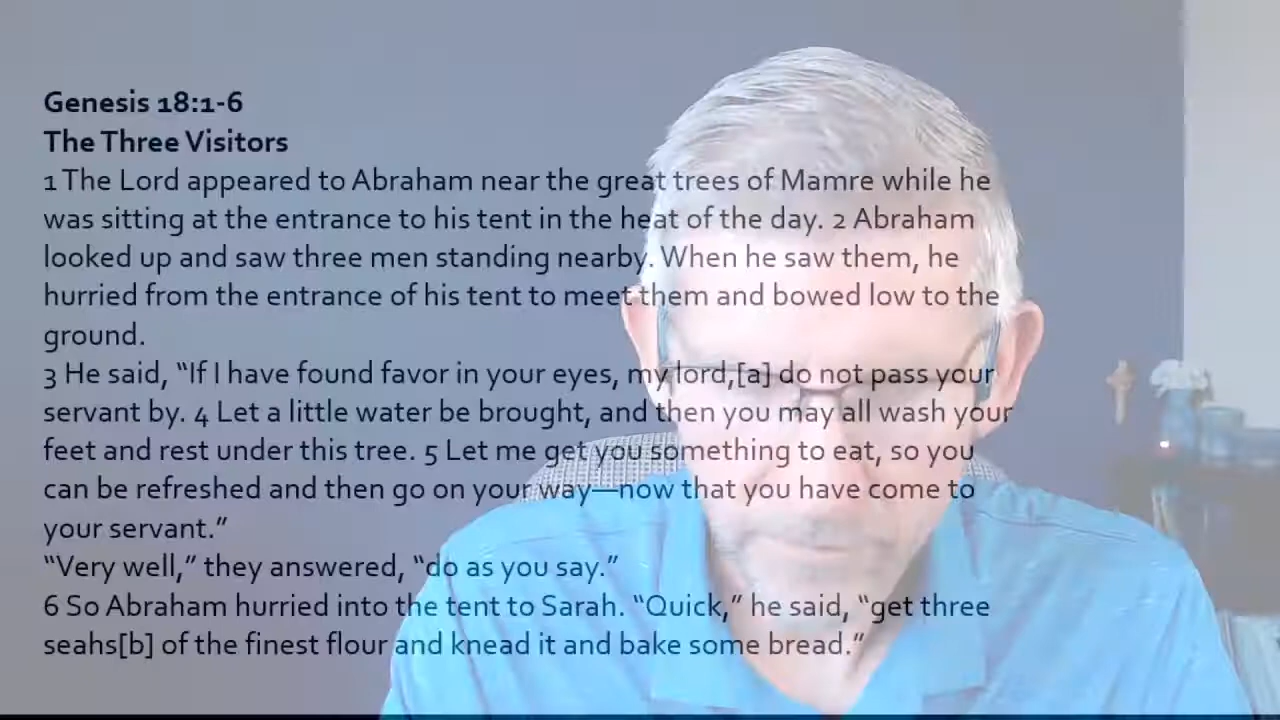 Genesis 18:1-6
The Three Visitors
1 The Lord appeared to Abraham near the great trees of Mamre while he
was sitting at the entrance to his tent in the heat of the day. 2 Abraham
looked up and saw three men standing nearby. When he saw them, he
hurried from the entrance of his tent to meet them and bowed low to the
ground.
3 He said, “If I have found favor in your eyes, my lord,[a] do not pass your
servant by. 4 Let a little water be brought, and then you may all wash your
feet and rest under this tree. 5 Let me get you something to eat, so you
can be refreshed and then go on your way—now that you have come to
your servant.”
“Very well,” they answered, “do as you say.”
6 So Abraham hurried into the tent to Sarah. “Quick,” he said, “get three
seahs[b] of the finest flour and knead it and bake some bread.”